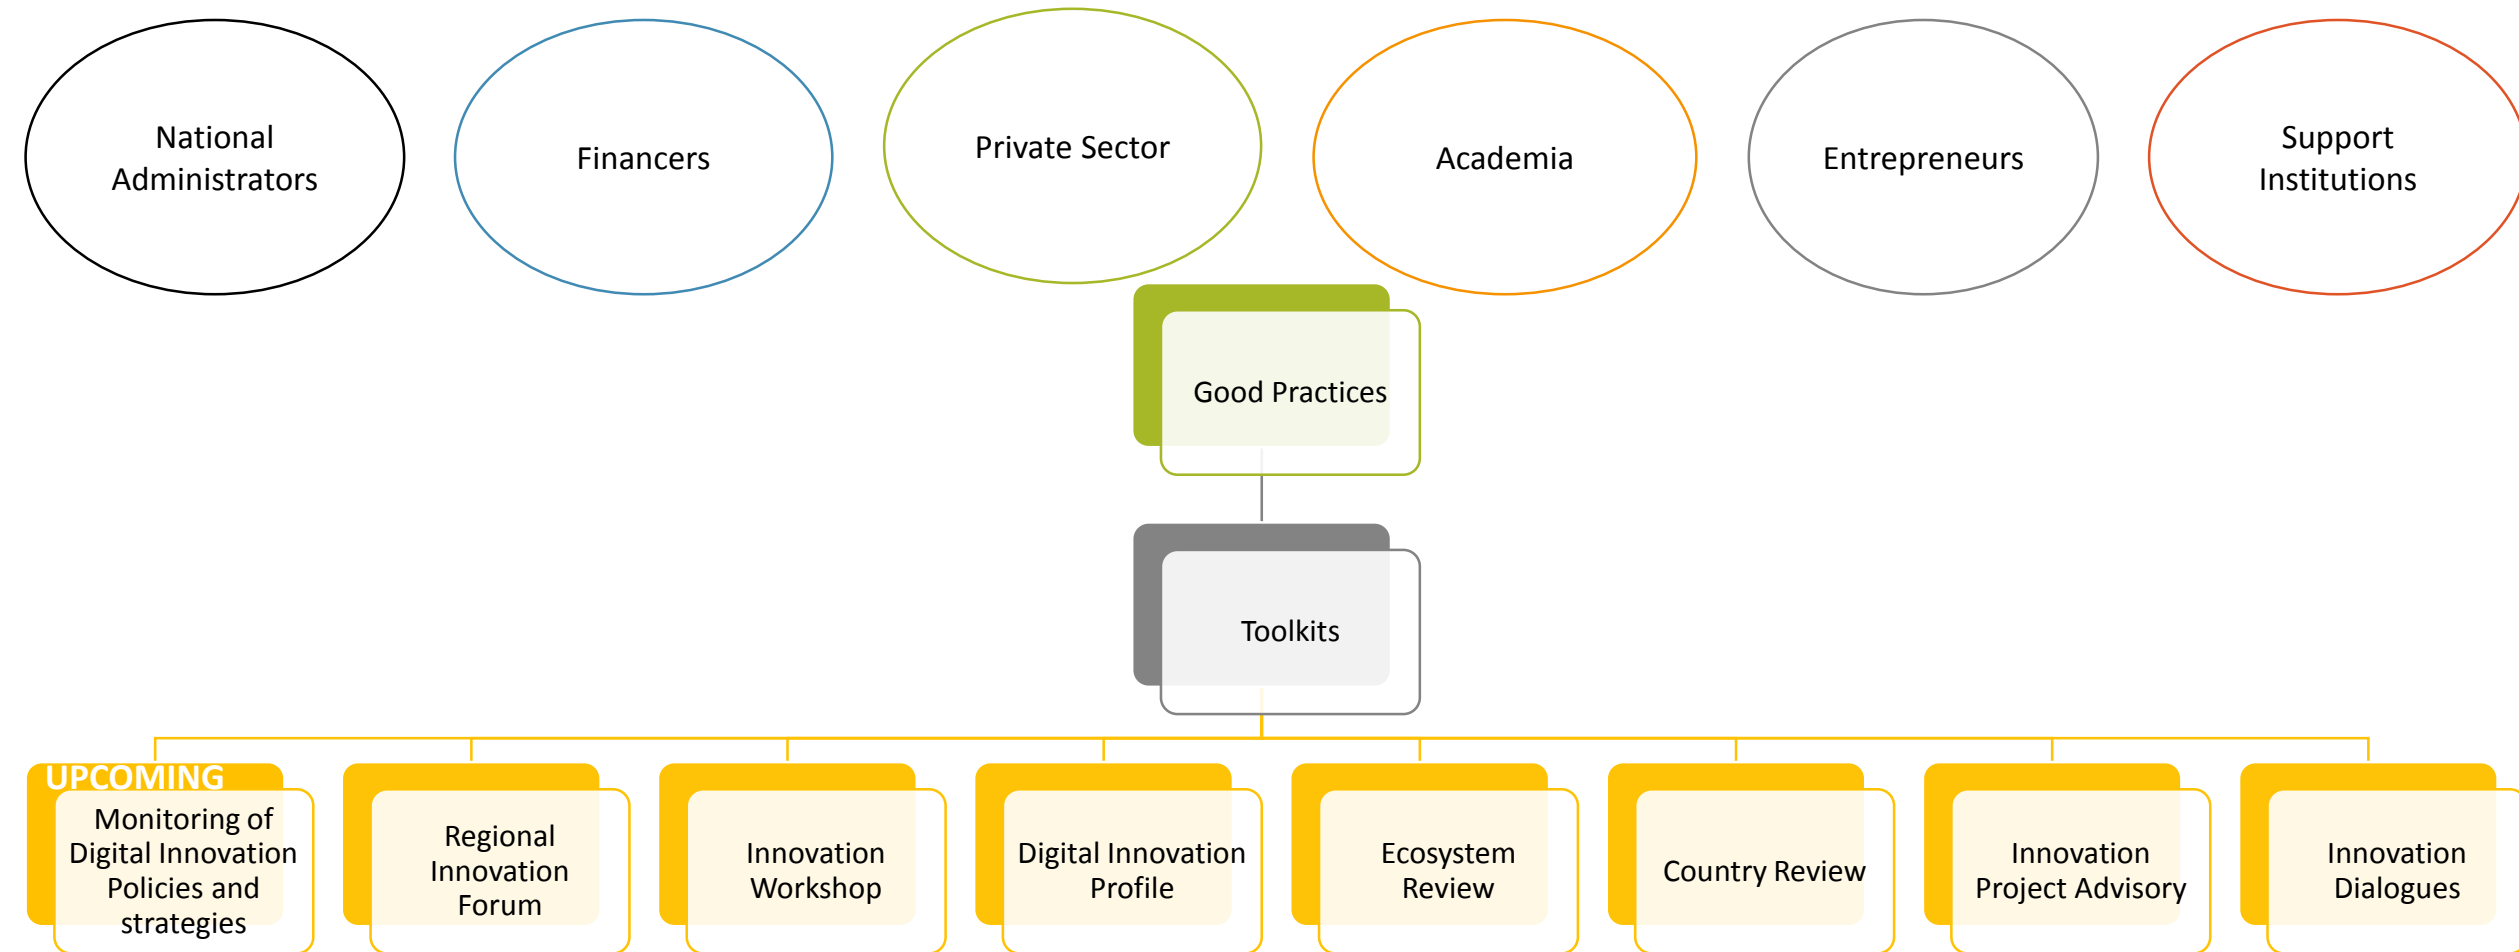 National
Administrators
Financers
Private Sector
Academia
Entrepreneurs
Support
Institutions
Good Practices
Toolkits
UPCOMING
Monitoring of
Digital Innovation
Policies and
strategies
Regional
Innovation
Forum
Innovation
Workshop
Digital Innovation
Profile
Ecosystem
Review
Country Review
Innovation
Project Advisory
Innovation
Dialogues